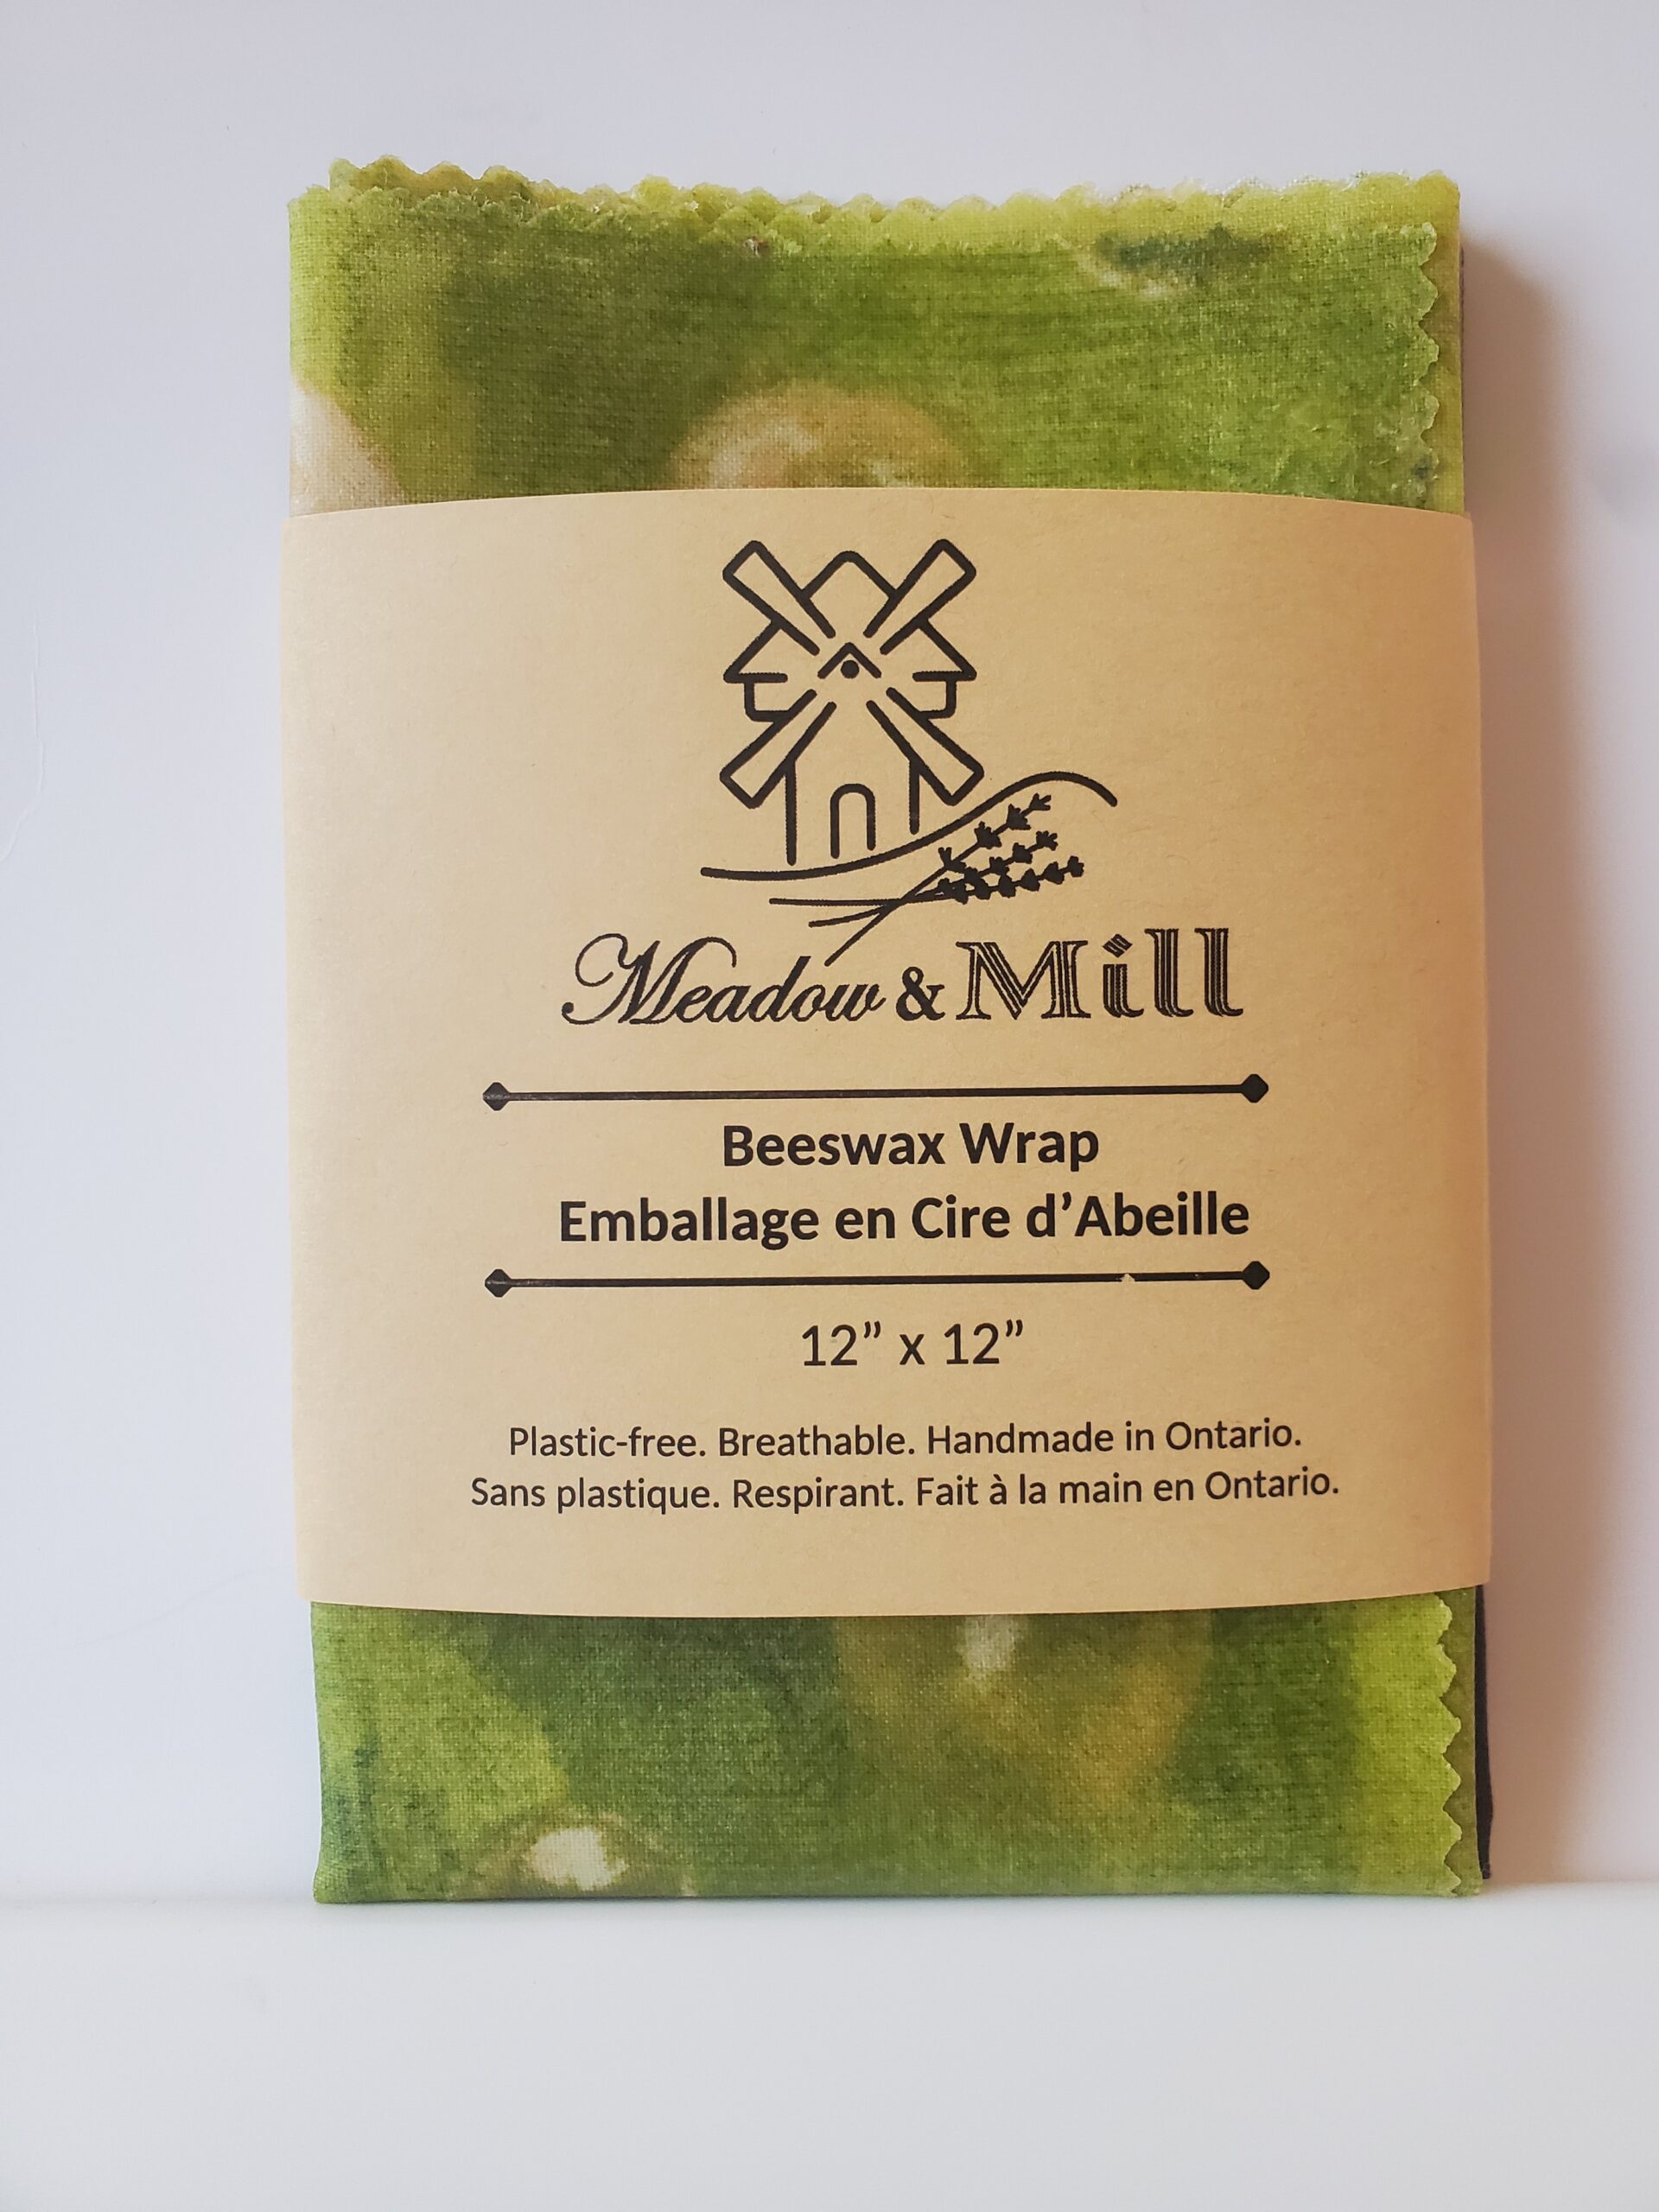 Meadow & Mill
Beeswax Wrap
Emballage en Cire d’Abeille
12” x 12”
Plastic-free. Breathable. Handmade in Ontario.
Sans plastique. Respirant. Fait à la main en Ontario.